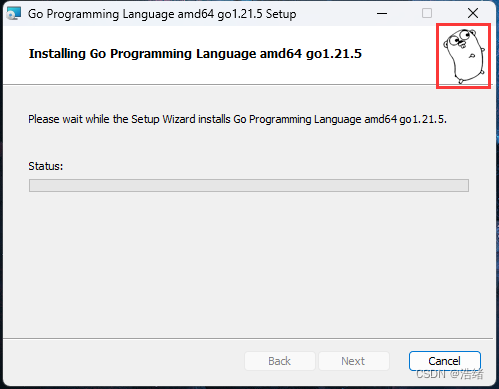 Go Programming Language amd64 go1.21.5 Setup
Installing Go Programming Language amd64 go1.21.5
Please wait while the Setup Wizard installs Go Programming Language amd64 go1.21.5.
Status:
Back Next Cancel
CSDN @浩绪